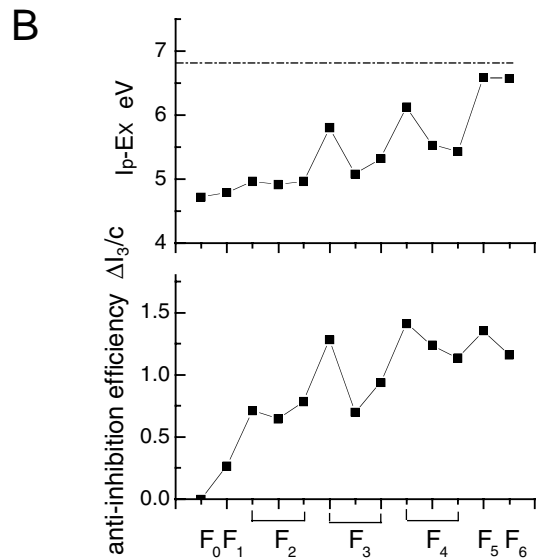 B
Ip-Ex eV
7
6
5
4
anti-inhibition efficiency ΔI₃/c
1.5
1.0
0.5
0.0
F₀ F₁ F₂ F₃ F₄ F₅ F₆